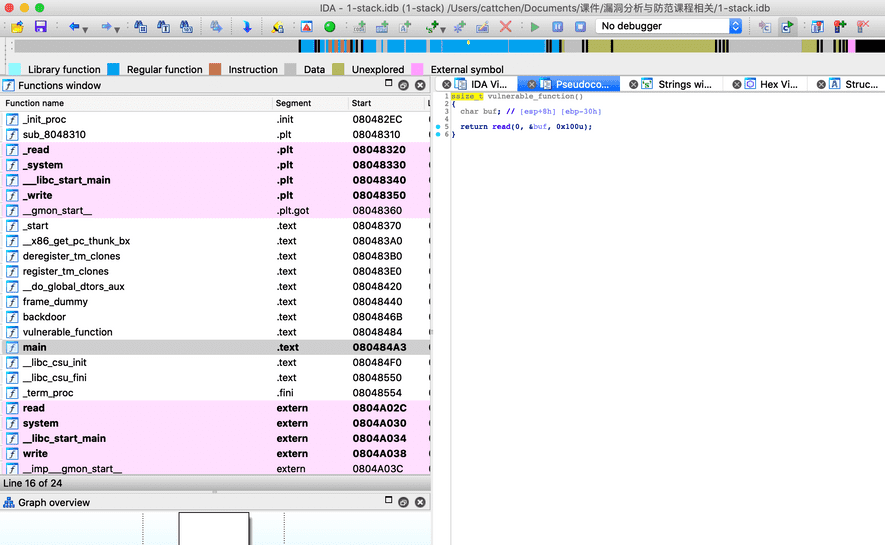 IDA - 1-stack.idb (1-stack) /Users/cattchen/Documents/课件/漏洞分析与防范课程相关/1-stack.idb
No debugger
Library function Regular function Instruction Data Unexplored External symbol
Functions window
IDA Vi... Pseudoco... Strings wi... Hex Vi... Struc...
Function name Segment Start
_init_proc .init 080482EC
sub_8048310 .plt 08048310
_read .plt 08048320
_system .plt 08048330
___libc_start_main .plt 08048340
_write .plt 08048350
__gmon_start__ .plt.got 08048360
_start .text 08048370
__x86_get_pc_thunk_bx .text 080483A0
deregister_tm_clones .text 080483B0
register_tm_clones .text 080483E0
__do_global_dtors_aux .text 08048420
frame_dummy .text 08048440
backdoor .text 0804846B
vulnerable_function .text 08048484
main .text 080484A3
__libc_csu_init .text 080484F0
__libc_csu_fini .text 08048550
_term_proc .fini 08048554
read extern 0804A02C
system extern 0804A030
__libc_start_main extern 0804A034
write extern 0804A038
__imp___gmon_start__ extern 0804A03C
Line 16 of 24
Graph overview
1 ssize_t vulnerable_function()
2 {
3 char buf; // [esp+8h] [ebp-30h]
4
5 return read(0, &buf, 0x100u);
6 }